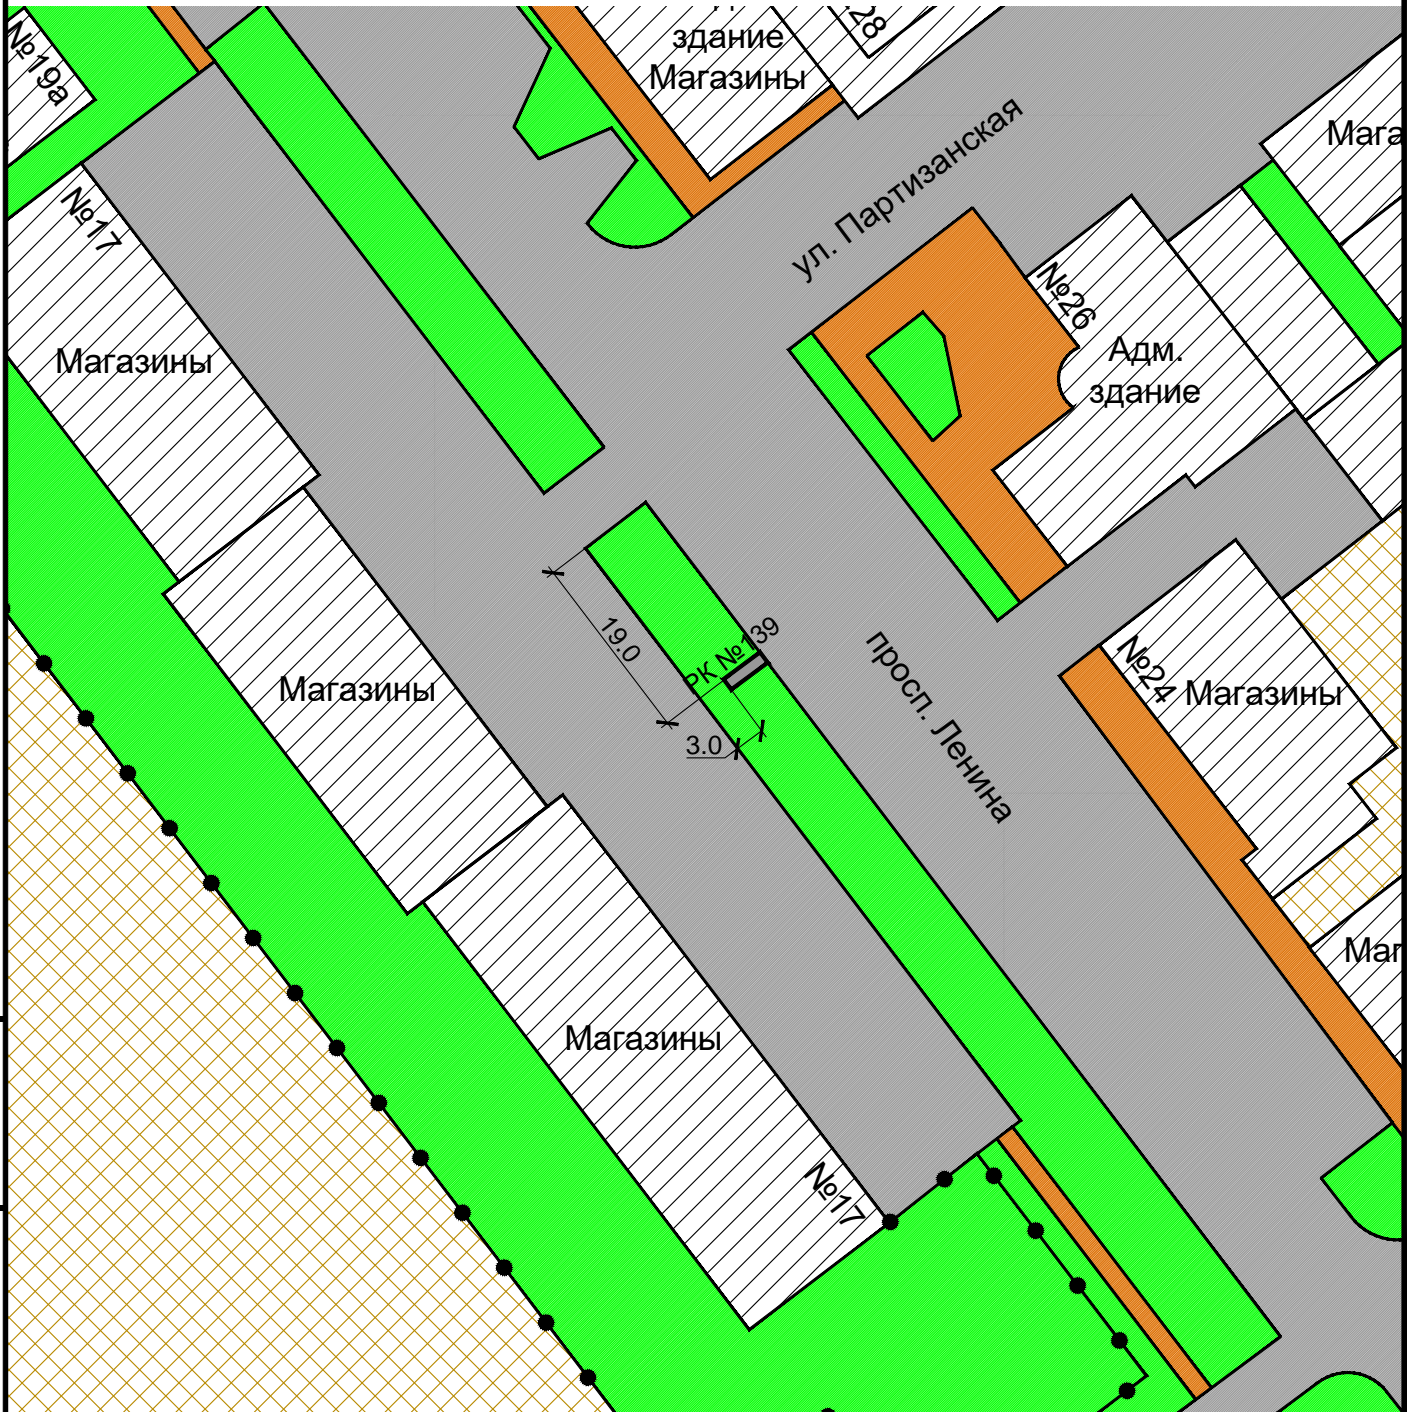 №19а
здание
Магазины
28
ул. Партизанская
Мага
№17
Магазины
№26
Адм.
здание
19.0
РК №139
3.0
просп. Ленина
№24
Магазины
Магазины
Маг
Магазины
№17